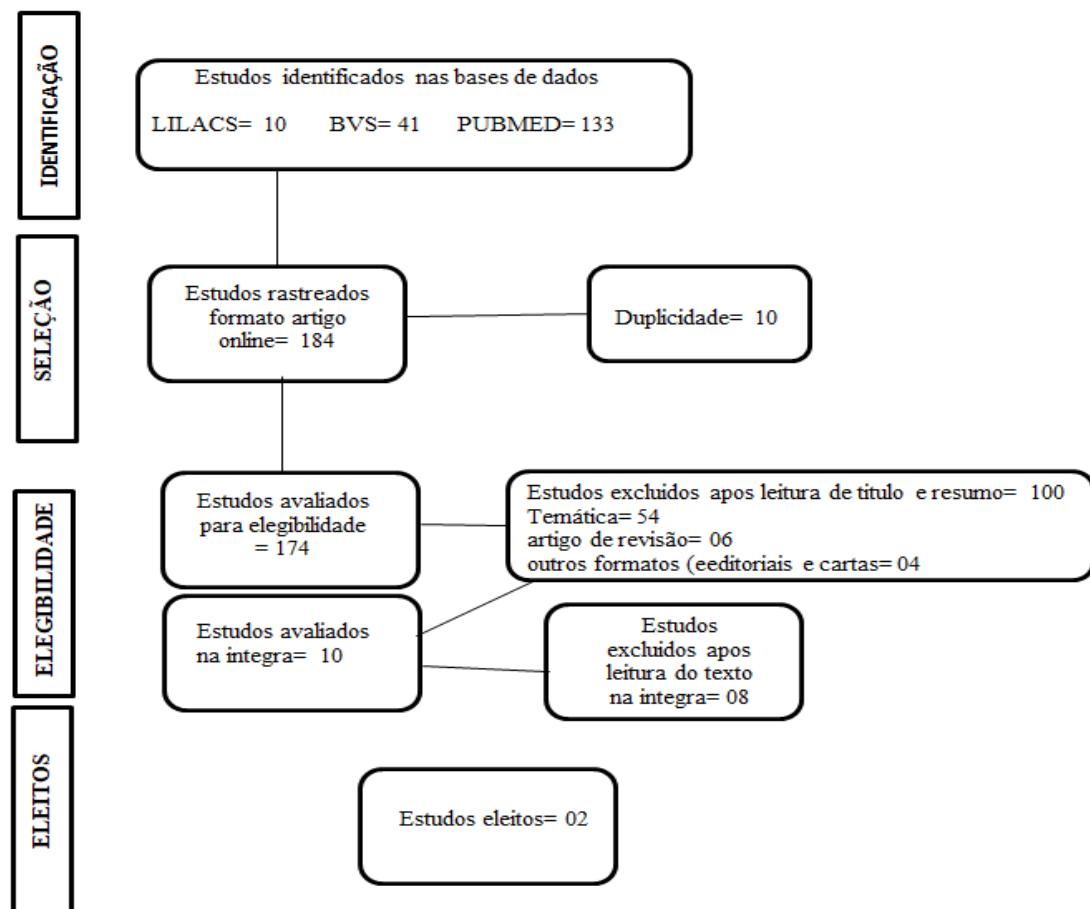 IDENTIFICAÇÃO
Estudos identificados nas bases de dados
LILACS= 10 BVS= 41 PUBMED= 133
SELEÇÃO
Estudos rastreados
formato artigo
online= 184
Duplicidade= 10
ELEGIBILIDADE
Estudos avaliados
para elegibilidade
= 174
Estudos excluidos apos leitura de titulo e resumo= 100
Temática= 54
artigo de revisão= 06
outros formatos (eeditoriais e cartas= 04
Estudos avaliados
na integra= 10
Estudos
excluidos apos
leitura do texto
na integra= 08
ELEITOS
Estudos eleitos= 02